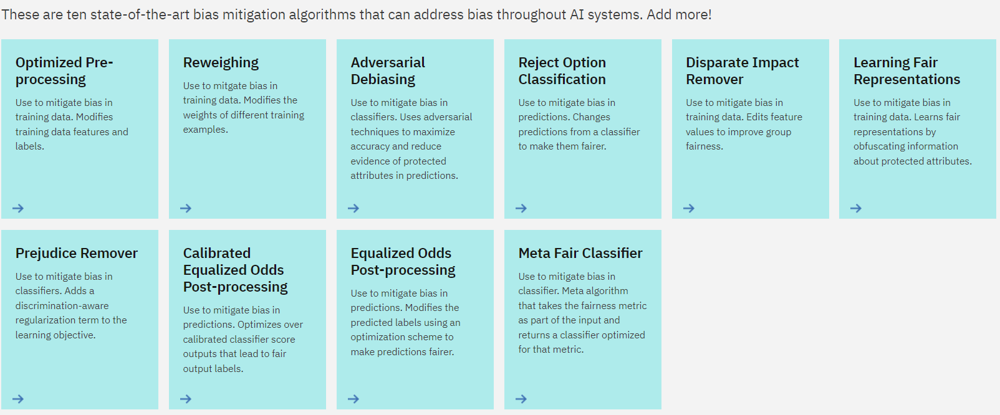 These are ten state-of-the-art bias mitigation algorithms that can address bias throughout AI systems. Add more!
Optimized Pre-
processing
Use to mitigate bias in
training data. Modifies
training data features and
labels.
Reweighing
Use to mitgate bias in
training data. Modifies the
weights of different training
examples.
Adversarial
Debiasing
Use to mitigate bias in
classifiers. Uses adversarial
techniques to maximize
accuracy and reduce
evidence of protected
attributes in predictions.
Reject Option
Classification
Use to mitigate bias in
predictions. Changes
predictions from a classifier
to make them fairer.
Disparate Impact
Remover
Use to mitigate bias in
training data. Edits feature
values to improve group
fairness.
Learning Fair
Representations
Use to mitigate bias in
training data. Learns fair
representations by
obfuscating information
about protected attributes.
Prejudice Remover
Use to mitigate bias in
classifiers. Adds a
discrimination-aware
regularization term to the
learning objective.
Calibrated
Equalized Odds
Post-processing
Use to mitigate bias in
predictions. Optimizes over
calibrated classifier score
outputs that lead to fair
output labels.
Equalized Odds
Post-processing
Use to mitigate bias in
predictions. Modifies the
predicted labels using an
optimization scheme to
make predictions fairer.
Meta Fair Classifier
Use to mitigate bias in
classifier. Meta algorithm
that takes the fairness metric
as part of the input and
returns a classifier optimized
for that metric.